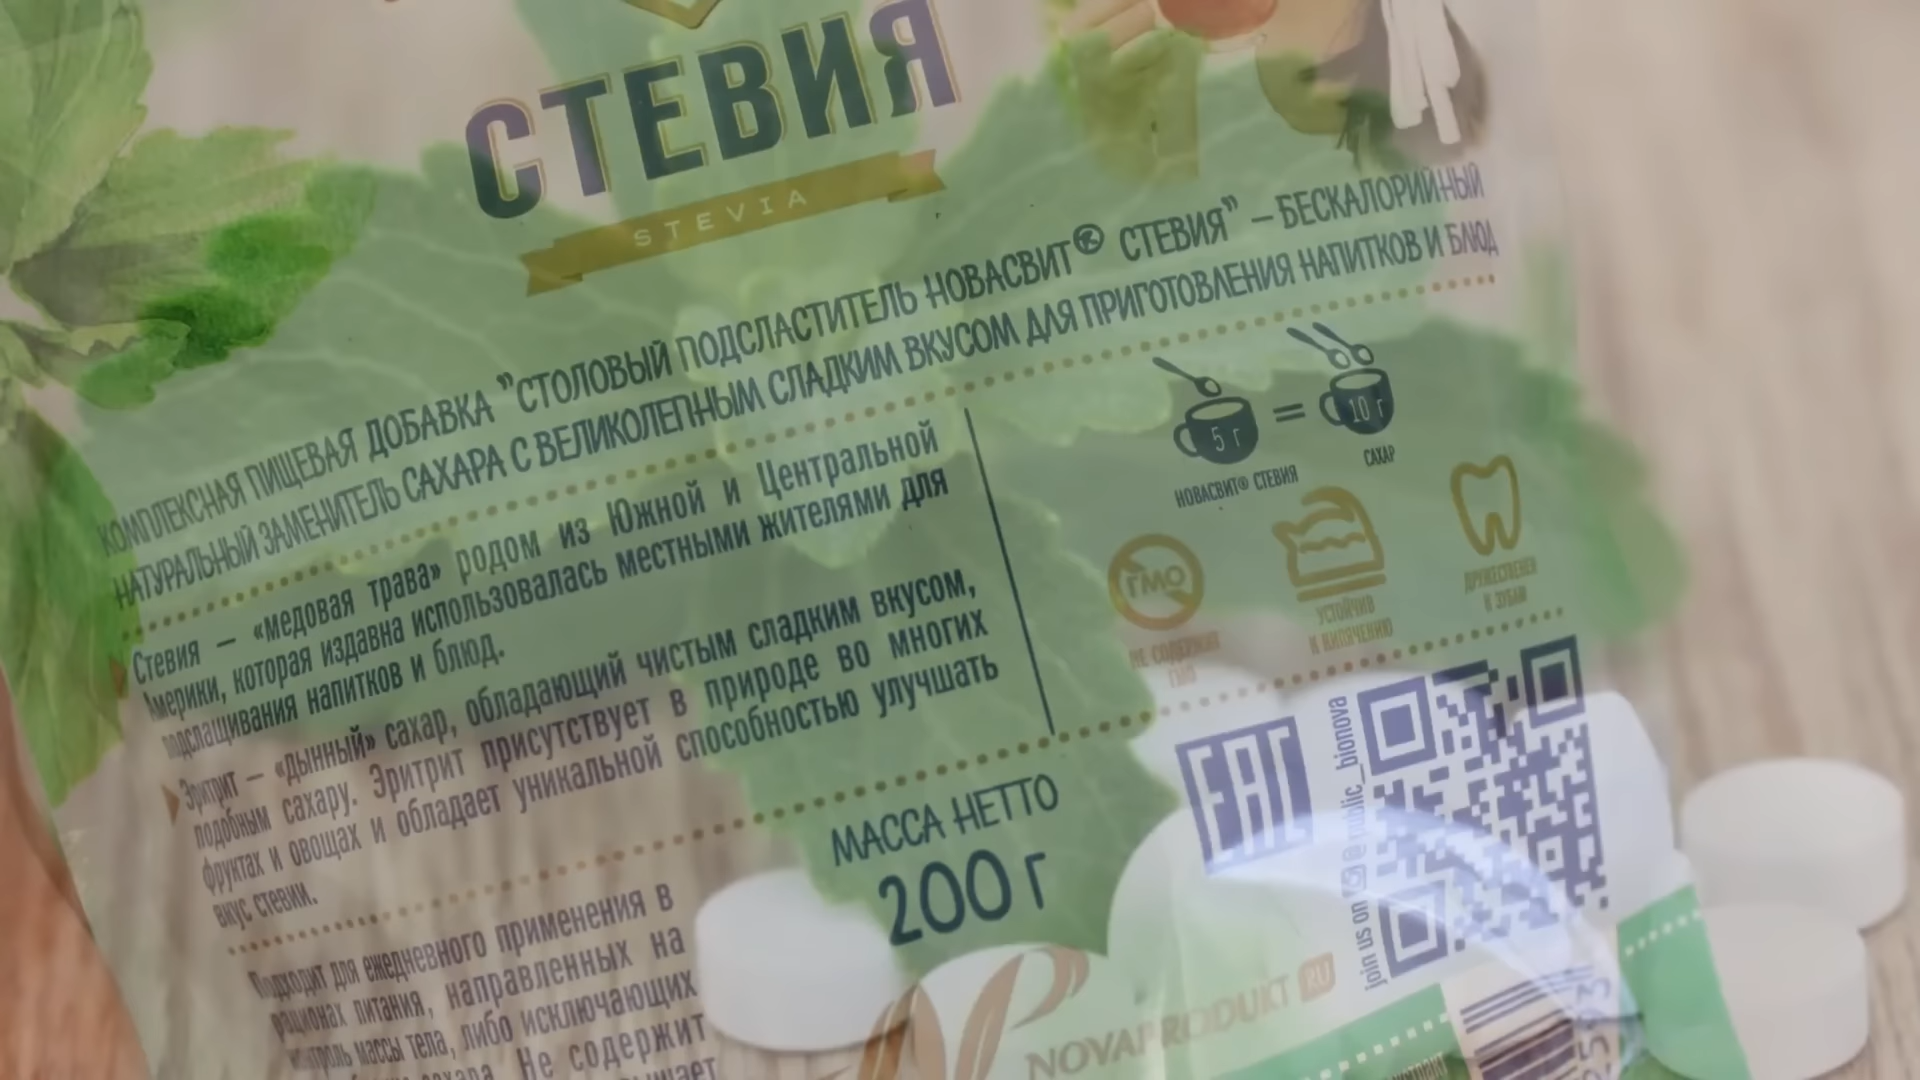 СТЕВИЯ
STEVIA
КОМПЛЕКСНАЯ ПИЩЕВАЯ ДОБАВКА "СТОЛОВЫЙ ПОДСЛАСТИТЕЛЬ НОВАСВИТ® СТЕВИЯ" – БЕСКАЛОРИЙНЫЙ
НАТУРАЛЬНЫЙ ЗАМЕНИТЕЛЬ САХАРА С ВЕЛИКОЛЕПНЫМ СЛАДКИМ ВКУСОМ ДЛЯ ПРИГОТОВЛЕНИЯ НАПИТКОВ И БЛЮД
Стевия – «медовая трава» родом из Южной и Центральной
Америки, которая издавна использовалась местными жителями для
подслащивания напитков и блюд.
Эритрит – «дынный» сахар, обладающий чистым сладким вкусом,
подобным сахару. Эритрит присутствует в природе во многих
фруктах и овощах и обладает уникальной способностью улучшать
вкус стевии.
5 г = 10 г
НОВАСВИТ® СТЕВИЯ
САХАР
ГМО
НЕ СОДЕРЖИТ
ГМО
УСТОЙЧИВ
К КИПЯЧЕНИЮ
ДРУЖЕСТВЕНЕН
К ЗУБАМ
МАССА НЕТТО
200 г
EAC
join us on @public_bionova
Подходит для ежедневного применения в
рационах питания, направленных на
контроль массы тела, либо исключающих
сахара. Не содержит
NOVAPRODUKT RU